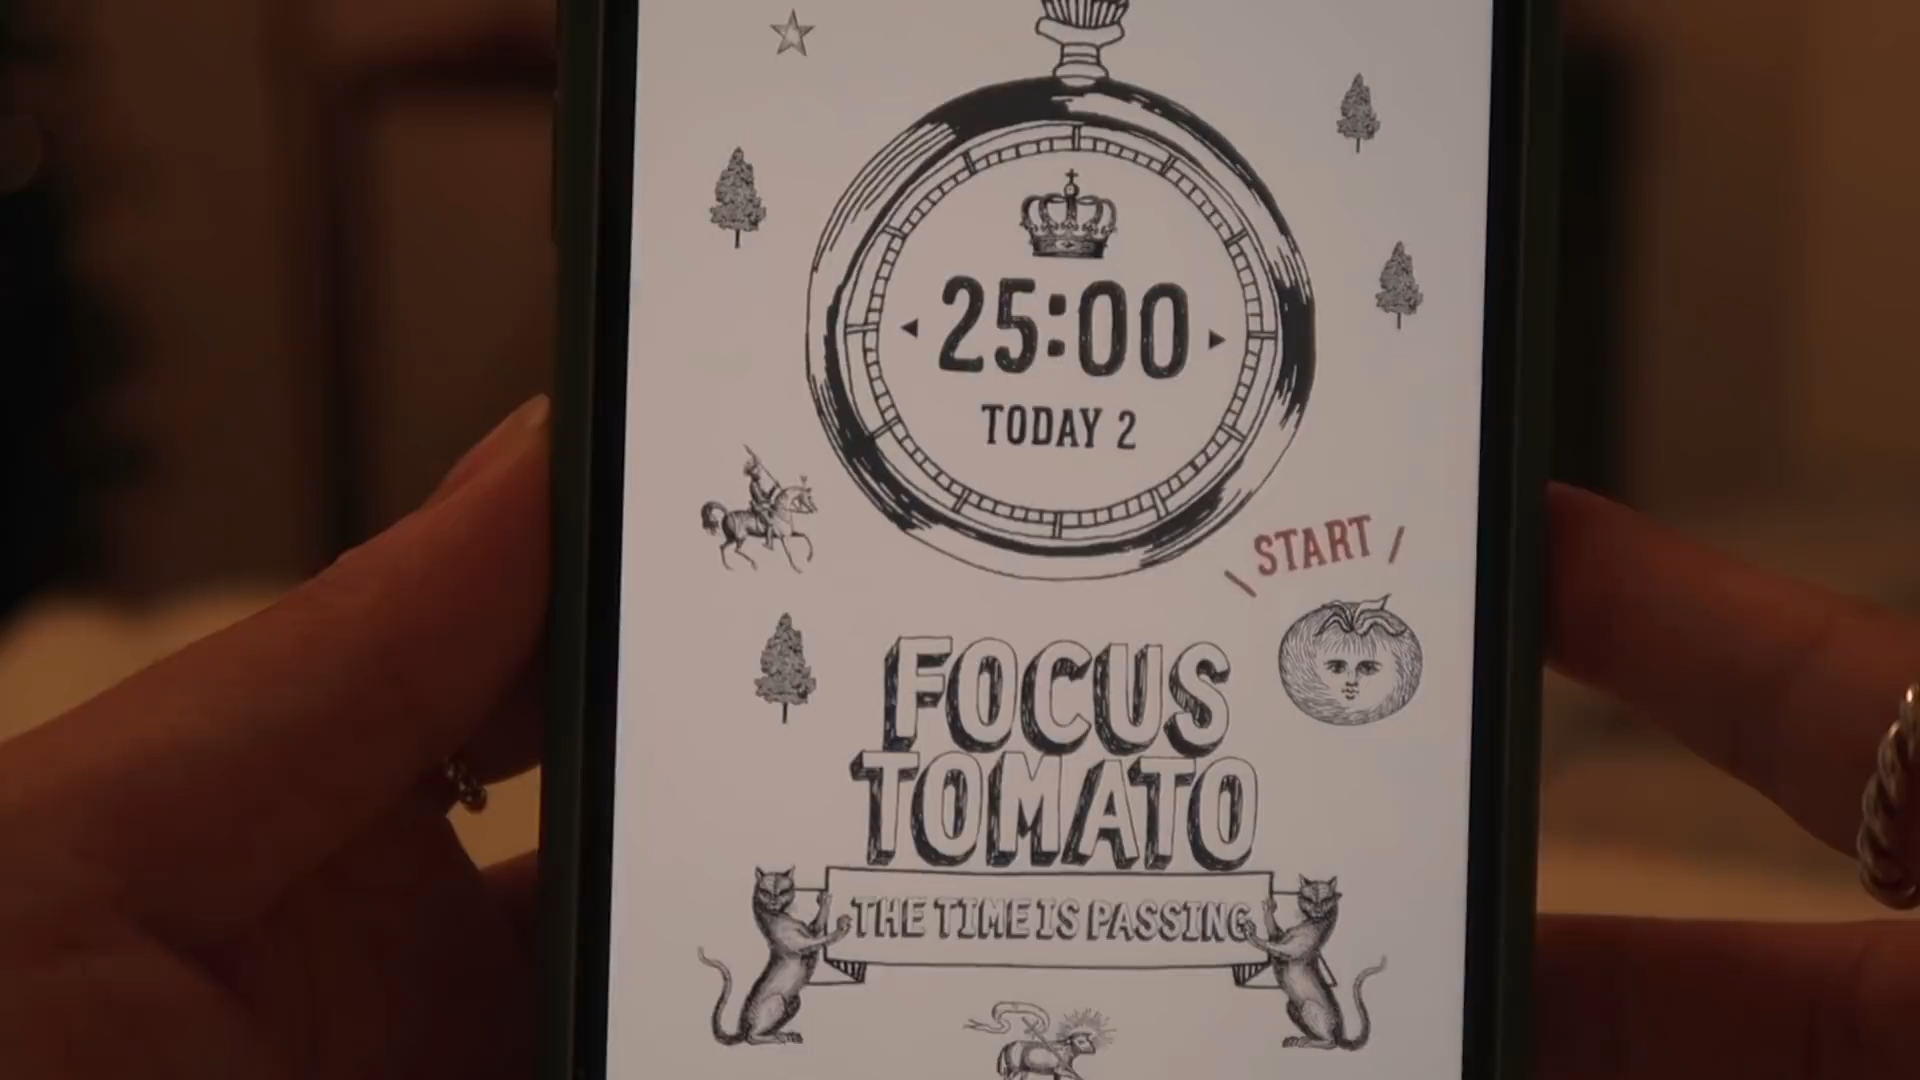 25:00
TODAY 2
START
FOCUS
TOMATO
THE TIME IS PASSING